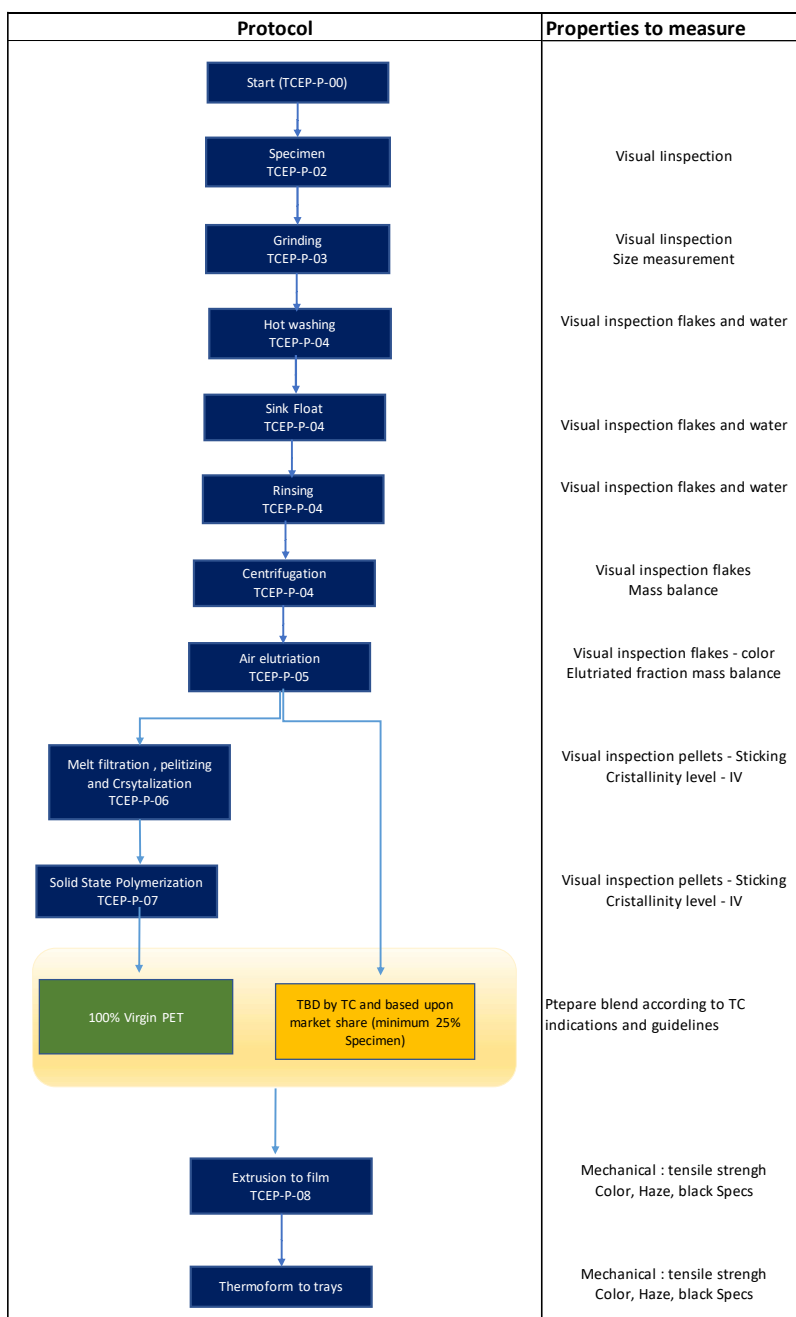 Protocol
Properties to measure
Start (TCEP-P-00)
Specimen
TCEP-P-02
Visual Iinspection
Grinding
TCEP-P-03
Visual Iinspection
Size measurement
Hot washing
TCEP-P-04
Visual inspection flakes and water
Sink Float
TCEP-P-04
Visual inspection flakes and water
Rinsing
TCEP-P-04
Visual inspection flakes and water
Centrifugation
TCEP-P-04
Visual inspection flakes
Mass balance
Air elutriation
TCEP-P-05
Visual inspection flakes - color
Elutriated fraction mass balance
Melt filtration , pelitizing
and Crsytalization
TCEP-P-06
Visual inspection pellets - Sticking
Cristallinity level - IV
Solid State Polymerization
TCEP-P-07
Visual inspection pellets - Sticking
Cristallinity level - IV
100% Virgin PET
TBD by TC and based upon
market share (minimum 25%
Specimen)
Ptepare blend according to TC
indications and guidelines
Extrusion to film
TCEP-P-08
Mechanical : tensile strengh
Color, Haze, black Specs
Thermoform to trays
Mechanical : tensile strengh
Color, Haze, black Specs